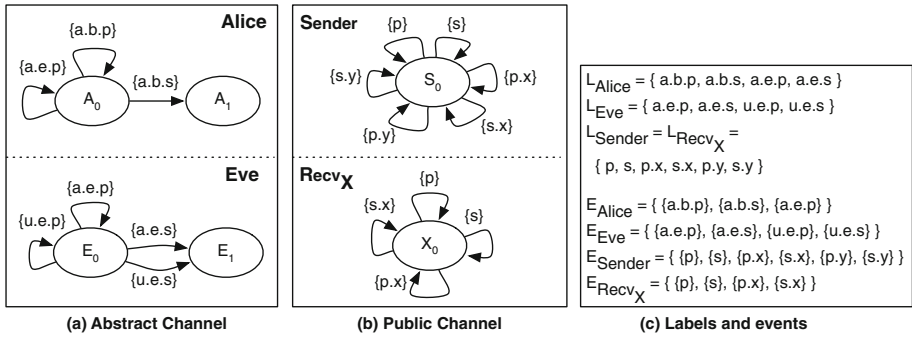 Alice
{a.b.p}
{a.e.p}
{a.b.s}
A0
A1
Eve
{a.e.p}
{u.e.p}
{a.e.s}
E0
E1
{u.e.s}
(a) Abstract Channel
Sender
{p}
{s}
{s.y}
{p.x}
S0
{p.y}
{s.x}
RecvX
{p}
{s.x}
{s}
X0
{p.x}
(b) Public Channel
LAlice = { a.b.p, a.b.s, a.e.p, a.e.s }
LEve = { a.e.p, a.e.s, u.e.p, u.e.s }
LSender = LRecvX =
{ p, s, p.x, s.x, p.y, s.y }
EAlice = { {a.b.p}, {a.b.s}, {a.e.p} }
EEve = { {a.e.p}, {a.e.s}, {u.e.p}, {u.e.s} }
ESender = { {p}, {s}, {p.x}, {s.x}, {p.y}, {s.y} }
ERecvX = { {p}, {s}, {p.x}, {s.x} }
(c) Labels and events